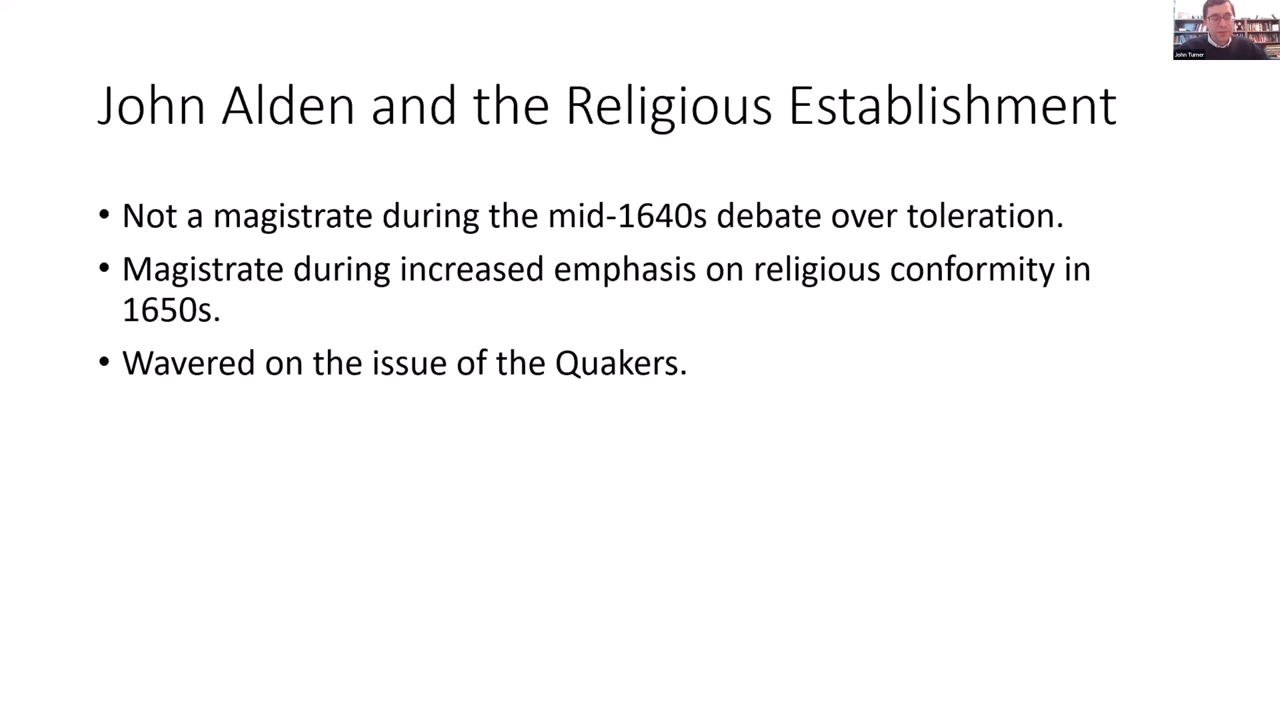 John Turner
John Alden and the Religious Establishment
• Not a magistrate during the mid-1640s debate over toleration.
• Magistrate during increased emphasis on religious conformity in
1650s.
• Wavered on the issue of the Quakers.